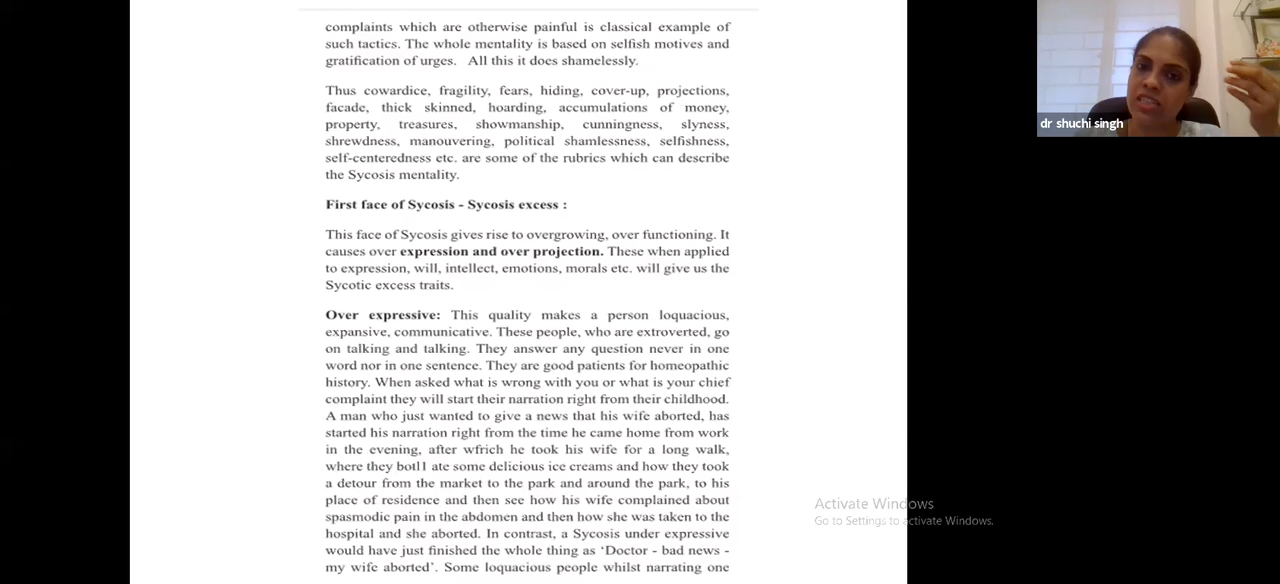 complaints which are otherwise painful is classical example of
such tactics. The whole mentality is based on selfish motives and
gratification of urges. All this it does shamelessly.
Thus cowardice, fragility, fears, hiding, cover-up, projections,
facade, thick skinned, hoarding, accumulations of money,
property, treasures, showmanship, cunningness, slyness,
shrewdness, manouvering, political shamlessness, selfishness,
self-centeredness etc. are some of the rubrics which can describe
the Sycosis mentality.
First face of Sycosis - Sycosis excess :
This face of Sycosis gives rise to overgrowing, over functioning. It
causes over expression and over projection. These when applied
to expression, will, intellect, emotions, morals etc. will give us the
Sycotic excess traits.
Over expressive: This quality makes a person loquacious,
expansive, communicative. These people, who are extroverted, go
on talking and talking. They answer any question never in one
word nor in one sentence. They are good patients for homeopathic
history. When asked what is wrong with you or what is your chief
complaint they will start their narration right from their childhood.
A man who just wanted to give a news that his wife aborted, has
started his narration right from the time he came home from work
in the evening, after wfrich he took his wife for a long walk,
where they botl1 ate some delicious ice creams and how they took
a detour from the market to the park and around the park, to his
place of residence and then see how his wife complained about
spasmodic pain in the abdomen and then how she was taken to the
hospital and she aborted. In contrast, a Sycosis under expressive
would have just finished the whole thing as ‘Doctor - bad news -
my wife aborted’. Some loquacious people whilst narrating one
dr shuchi singh
Activate Windows
Go to Settings to activate Windows.